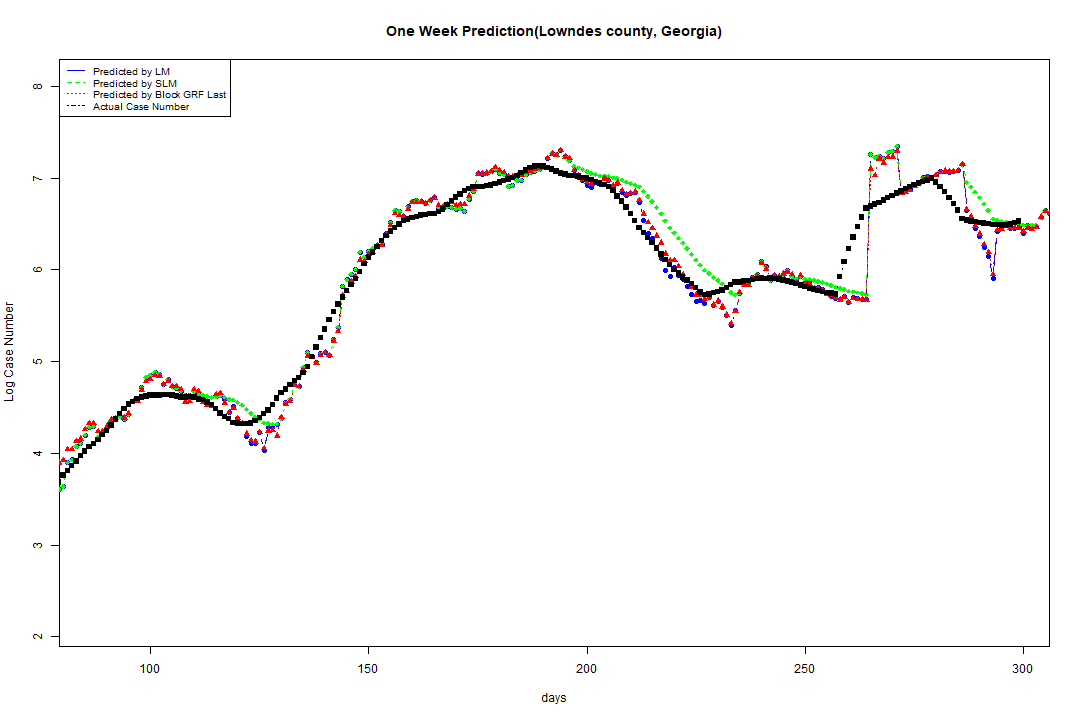 One Week Prediction(Lowndes county, Georgia)
Predicted by LM
Predicted by SLM
Predicted by Block GRF Last
Actual Case Number
8
7
6
5
4
3
2
Log Case Number
100 150 200 250 300
days